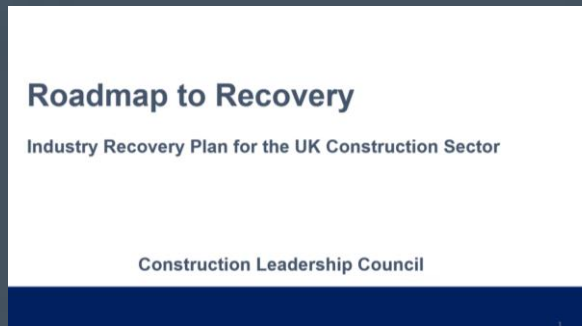 Roadmap to Recovery
Industry Recovery Plan for the UK Construction Sector
Construction Leadership Council